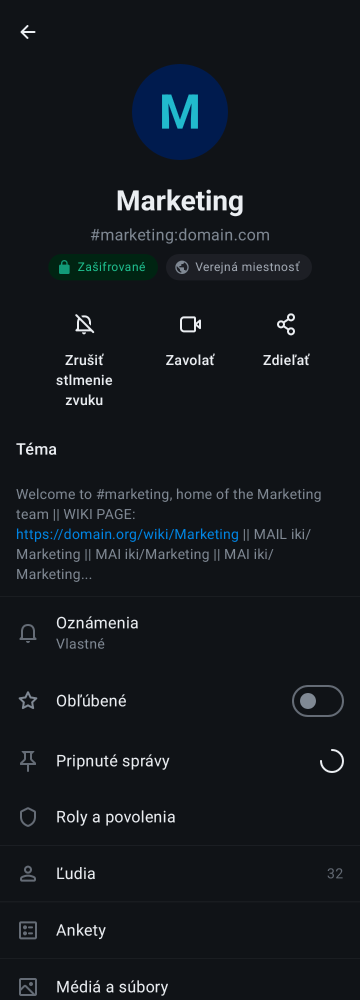 M
Marketing
#marketing:domain.com
Zašifrované
Verejná miestnosť
Zrušiť
stlmenie
zvuku
Zavolať
Zdieľať
Téma
Welcome to #marketing, home of the Marketing
team || WIKI PAGE:
https://domain.org/wiki/Marketing || MAIL iki/
Marketing || MAI iki/Marketing || MAI iki/
Marketing...
Oznámenia
Vlastné
Obľúbené
Pripnuté správy
Roly a povolenia
Ľudia 32
Ankety
Médiá a súbory